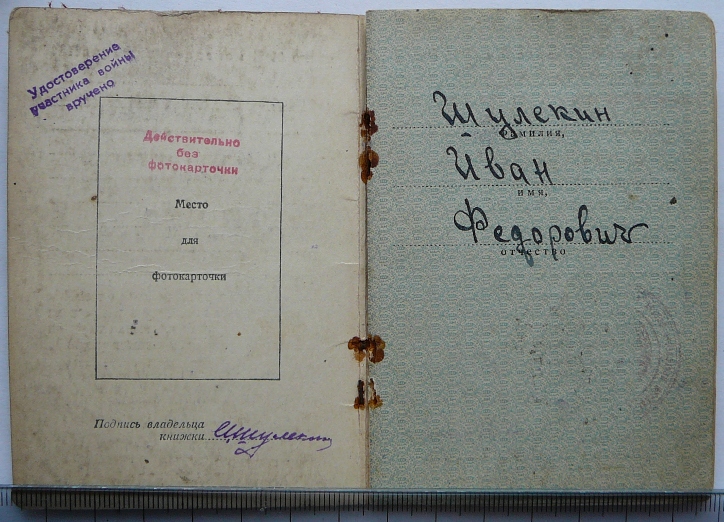 Удостоверение
участника войны
вручено
Действительно
без
фотокарточки
Место
для
фотокарточки
Подпись владельца
книжки
Шулекин
фамилия,
Иван
имя,
Федорович
отчество